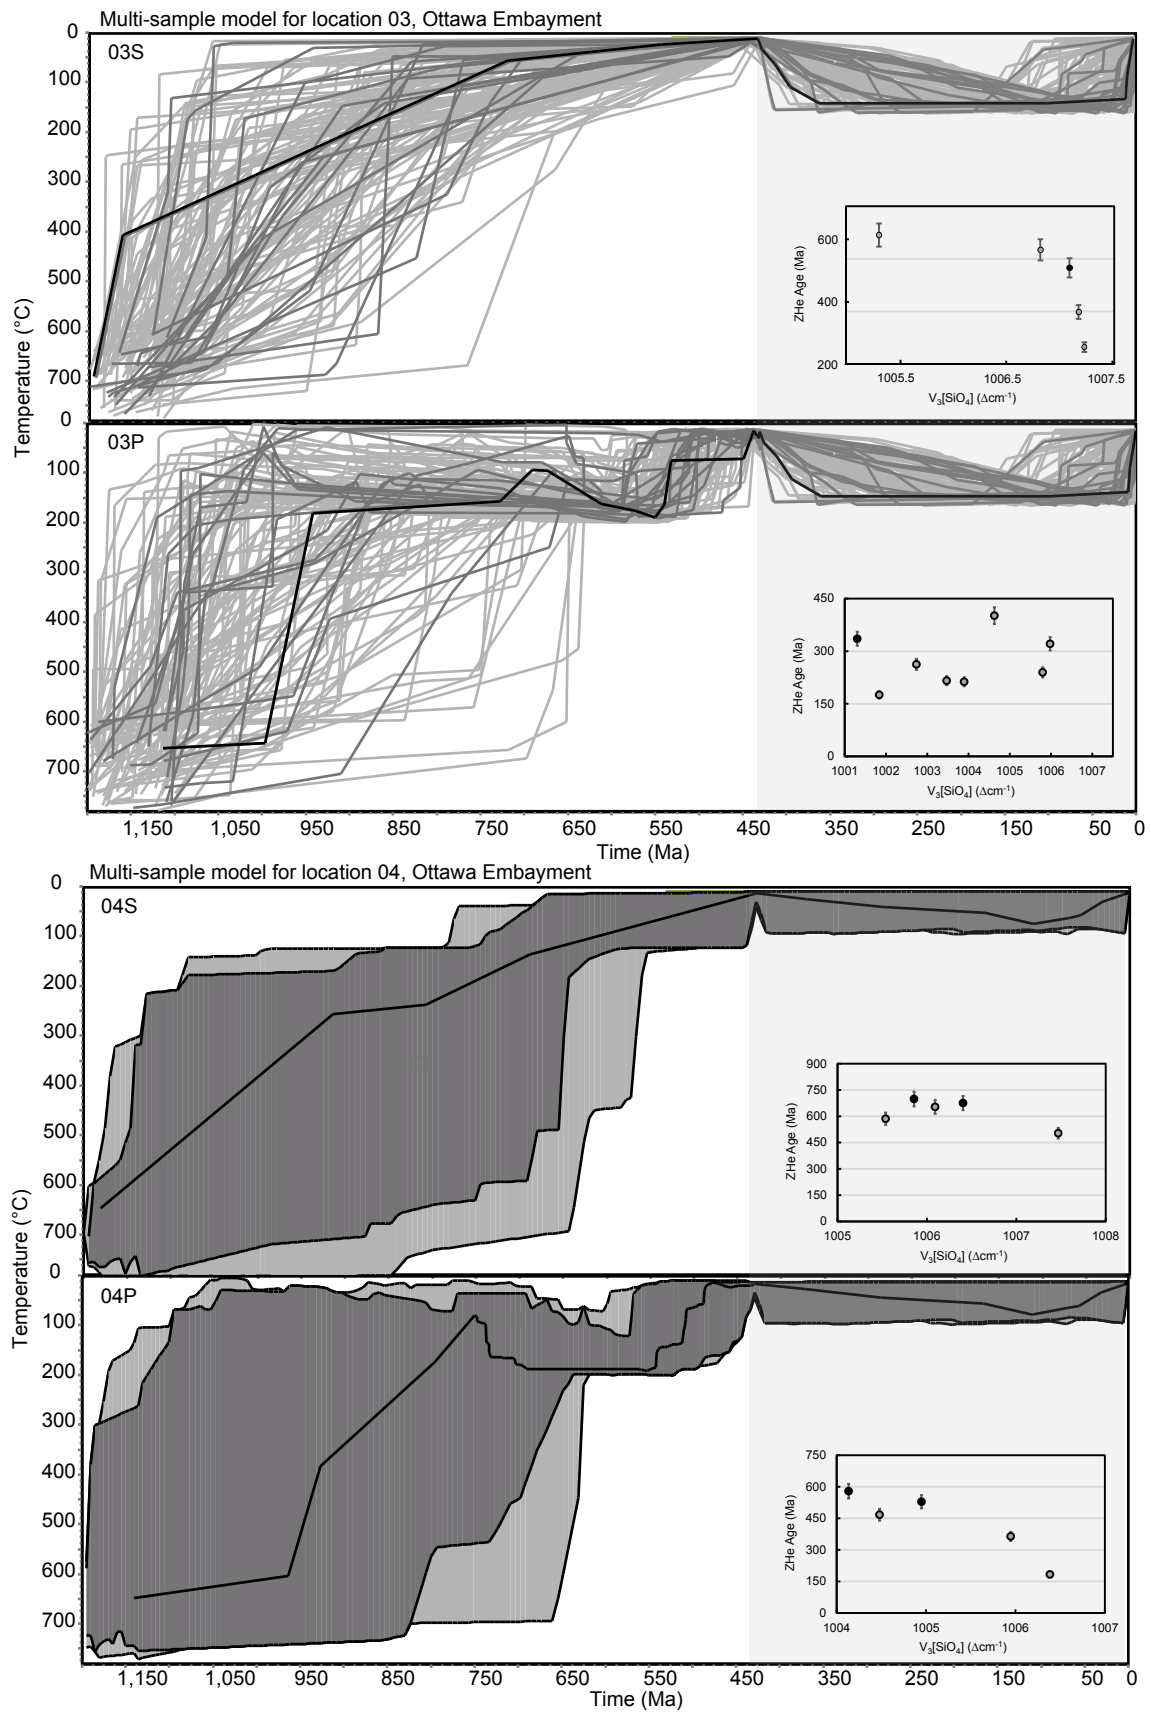 Multi-sample model for location 03, Ottawa Embayment
03S
0
100
200
300
400
500
600
700
Temperature (°C)
ZHe Age (Ma)
600
400
200
1005.5 1006.5 1007.5
V3[SiO4] (Δcm-1)
03P
0
100
200
300
400
500
600
700
ZHe Age (Ma)
450
300
150
0
1001 1002 1003 1004 1005 1006 1007
V3[SiO4] (Δcm-1)
1,150 1,050 950 850 750 650 550 450 350 250 150 50 0
Time (Ma)
Multi-sample model for location 04, Ottawa Embayment
04S
0
100
200
300
400
500
600
700
Temperature (°C)
ZHe Age (Ma)
900
750
600
450
300
150
0
1005 1006 1007 1008
V3[SiO4] (Δcm-1)
04P
0
100
200
300
400
500
600
700
ZHe Age (Ma)
750
600
450
300
150
0
1004 1005 1006 1007
V3[SiO4] (Δcm-1)
1,150 1,050 950 850 750 650 550 450 350 250 150 50 0
Time (Ma)